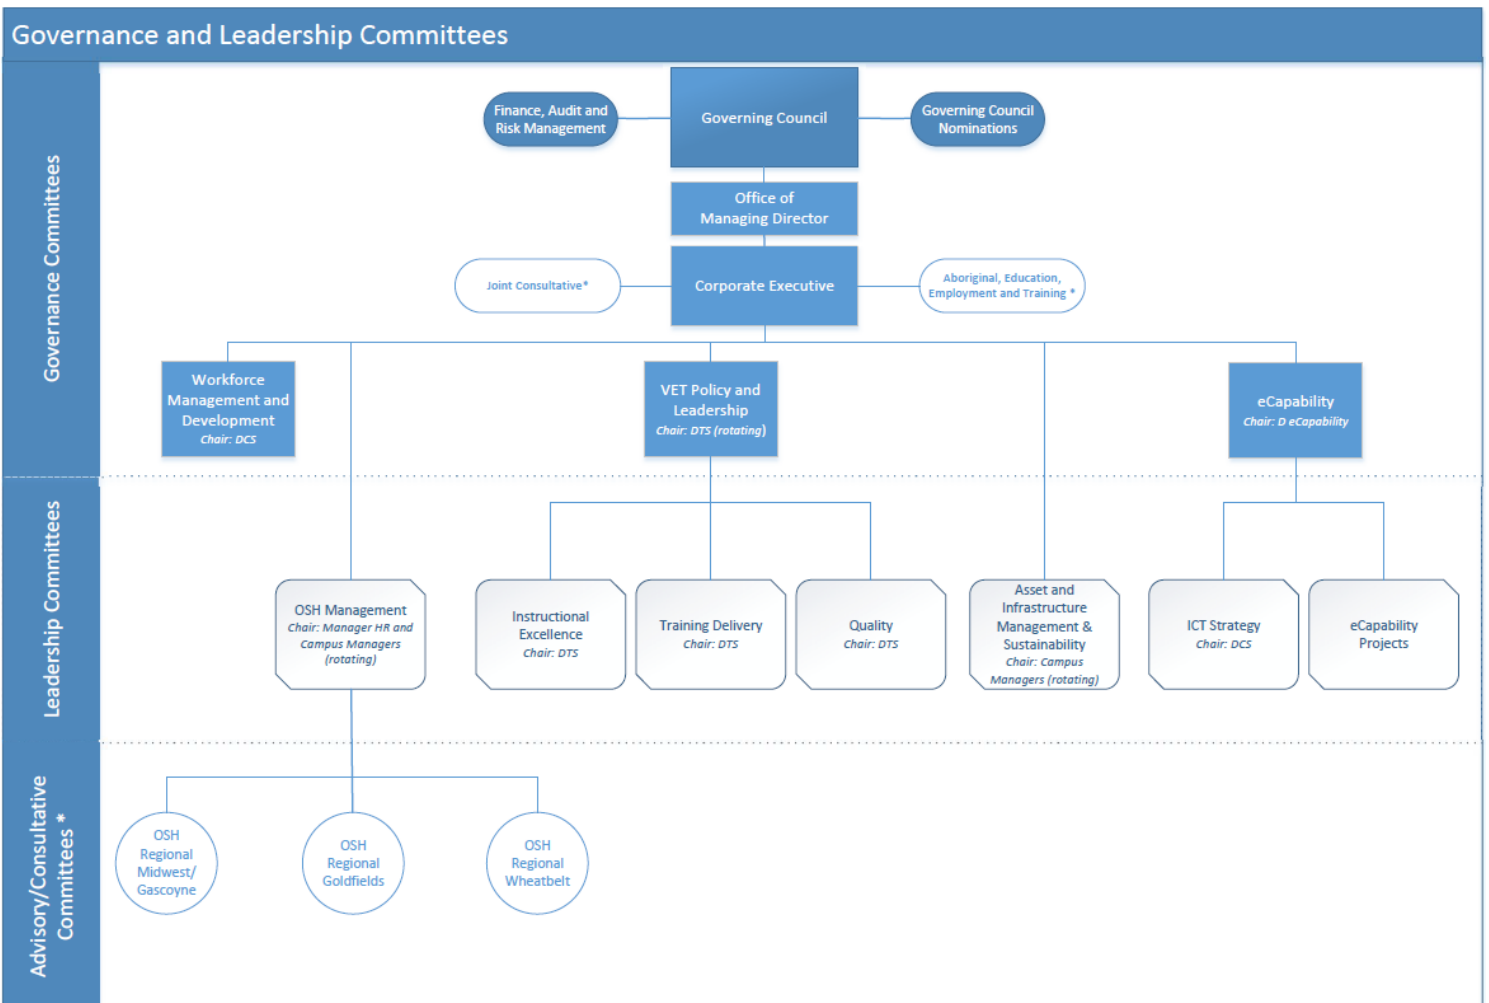 Governance and Leadership Committees
Governance Committees
Finance, Audit and
Risk Management
Governing Council
Governing Council
Nominations
Office of
Managing Director
Joint Consultative*
Corporate Executive
Aboriginal, Education,
Employment and Training *
Workforce
Management and
Development
Chair: DCS
VET Policy and
Leadership
Chair: DTS (rotating)
eCapability
Chair: D eCapability
Leadership Committees
OSH Management
Chair: Manager HR and
Campus Managers
(rotating)
Instructional
Excellence
Chair: DTS
Training Delivery
Chair: DTS
Quality
Chair: DTS
Asset and
Infrastructure
Management &
Sustainability
Chair: Campus
Managers (rotating)
ICT Strategy
Chair: DCS
eCapability
Projects
Advisory/Consultative
Committees *
OSH
Regional
Midwest/
Gascoyne
OSH
Regional
Goldfields
OSH
Regional
Wheatbelt